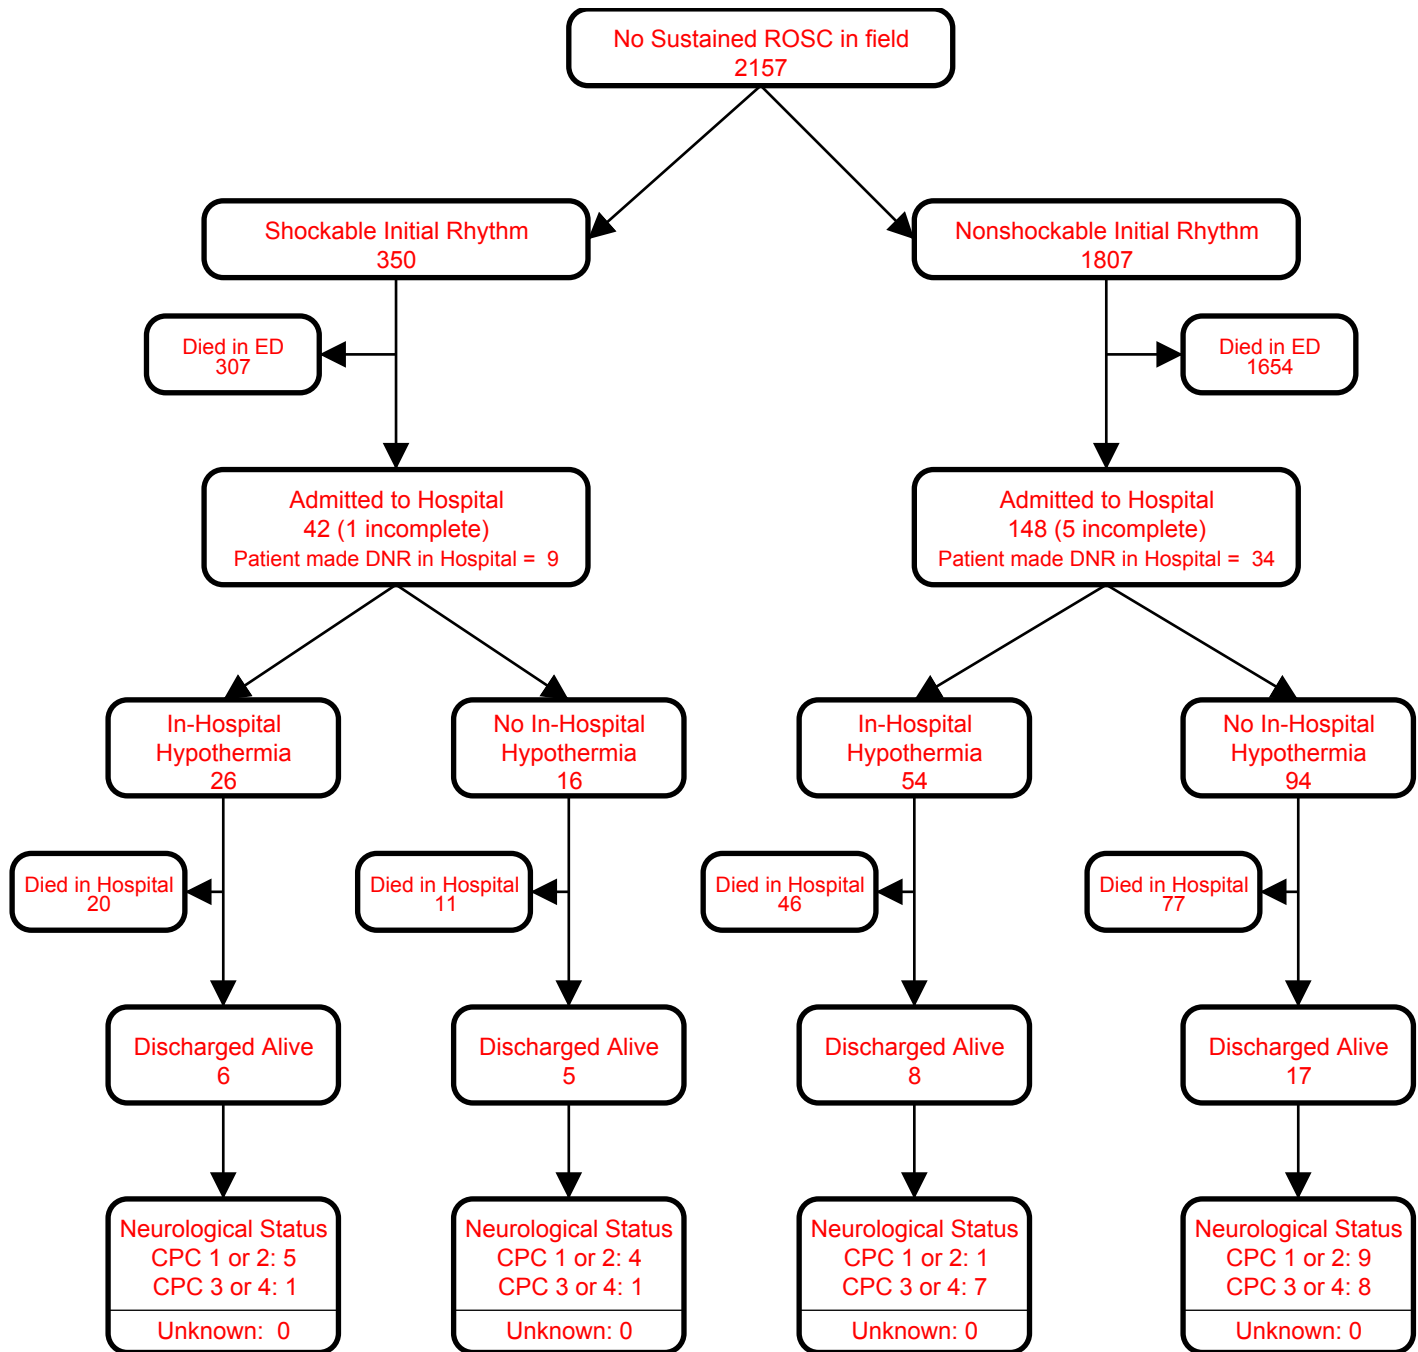 No Sustained ROSC in field
2157
Shockable Initial Rhythm
350
Nonshockable Initial Rhythm
1807
Died in ED
307
Died in ED
1654
Admitted to Hospital
42 (1 incomplete)
Patient made DNR in Hospital = 9
Admitted to Hospital
148 (5 incomplete)
Patient made DNR in Hospital = 34
In-Hospital
Hypothermia
26
No In-Hospital
Hypothermia
16
In-Hospital
Hypothermia
54
No In-Hospital
Hypothermia
94
Died in Hospital
20
Died in Hospital
11
Died in Hospital
46
Died in Hospital
77
Discharged Alive
6
Discharged Alive
5
Discharged Alive
8
Discharged Alive
17
Neurological Status
CPC 1 or 2: 5
CPC 3 or 4: 1
Unknown: 0
Neurological Status
CPC 1 or 2: 4
CPC 3 or 4: 1
Unknown: 0
Neurological Status
CPC 1 or 2: 1
CPC 3 or 4: 7
Unknown: 0
Neurological Status
CPC 1 or 2: 9
CPC 3 or 4: 8
Unknown: 0